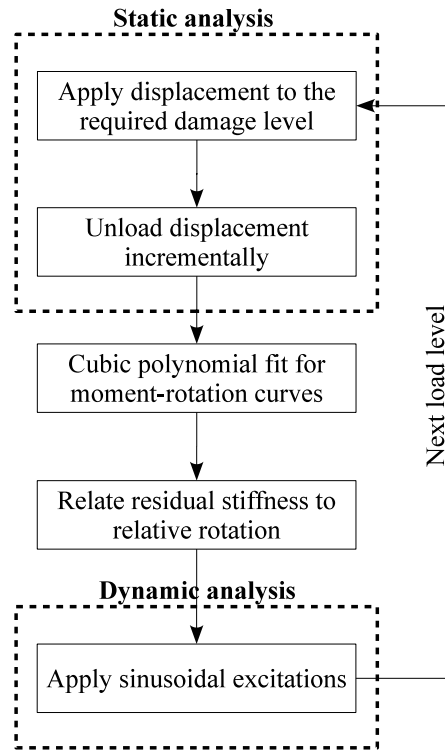 Static analysis
Apply displacement to the
required damage level
Unload displacement
incrementally
Cubic polynomial fit for
moment-rotation curves
Relate residual stiffness to
relative rotation
Dynamic analysis
Apply sinusoidal excitations
Next load level